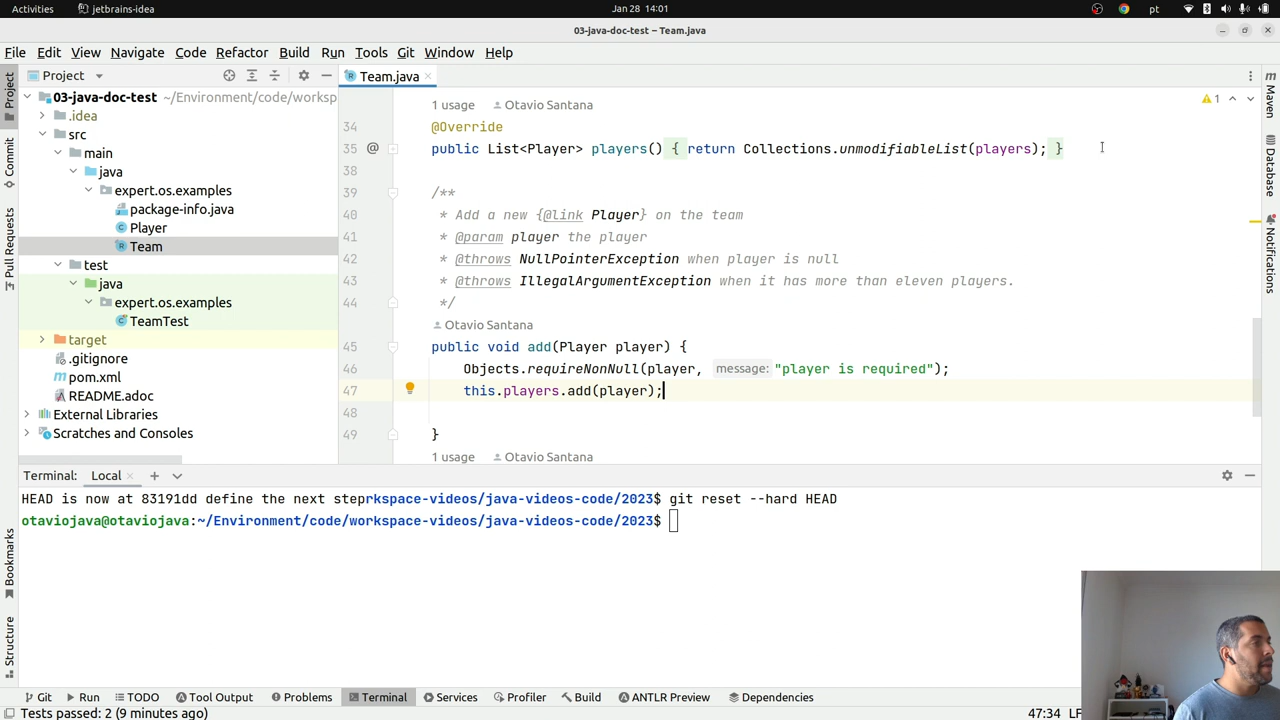 Activities
jetbrains-idea
Jan 28 14:01
pt
03-java-doc-test – Team.java
File Edit View Navigate Code Refactor Build Run Tools Git Window Help
Project
Team.java
03-java-doc-test ~/Environment/code/worksp
.idea
src
main
java
expert.os.examples
package-info.java
Player
Team
test
java
expert.os.examples
TeamTest
target
.gitignore
pom.xml
README.adoc
External Libraries
Scratches and Consoles
Project
Commit
Pull Requests
Bookmarks
Structure
1 usage Otavio Santana
1
34 @Override
35 @ public List<Player> players() { return Collections.unmodifiableList(players); }
38
39 /**
40 * Add a new {@link Player} on the team
41 * @param player the player
42 * @throws NullPointerException when player is null
43 * @throws IllegalArgumentException when it has more than eleven players.
44 */
Otavio Santana
45 public void add(Player player) {
46 Objects.requireNonNull(player, message: "player is required");
47 this.players.add(player);
48
49 }
1 usage Otavio Santana
m Maven
Database
Notifications
Terminal: Local
HEAD is now at 83191dd define the next steprkspace-videos/java-videos-code/2023$ git reset --hard HEAD
otaviojava@otaviojava:~/Environment/code/workspace-videos/java-videos-code/2023$
Git Run TODO Tool Output Problems Terminal Services Profiler Build ANTLR Preview Dependencies
Tests passed: 2 (9 minutes ago)
47:34 LF